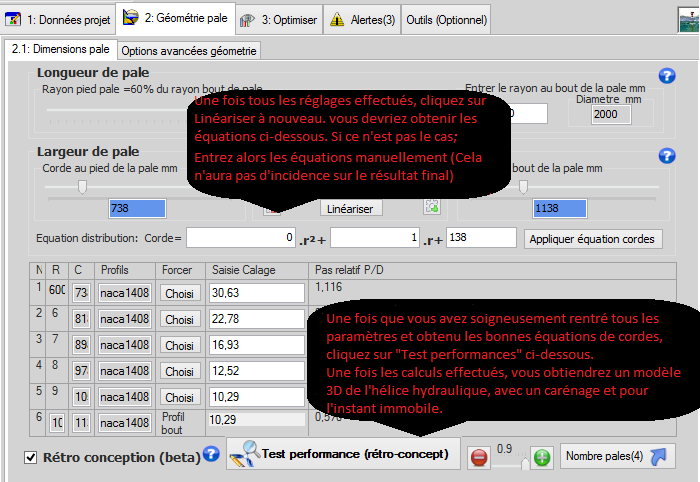 1: Données projet
2: Géométrie pale
3: Optimiser
Alertes(3)
Outils (Optionnel)
2.1: Dimensions pale
Options avancées géometrie
Longueur de pale
Rayon pied pale =60% du rayon bout de pale
Entrer le rayon au bout de la pale mm
Diametre mm
2000
Une fois tous les réglages effectués, cliquez sur
Linéariser à nouveau. vous devriez obtenir les
équations ci-dessous. Si ce n'est pas le cas;
Entrez alors les équations manuellement (Cela
n'aura pas d'incidence sur le résultat final)
Largeur de pale
Corde au pied de la pale mm
bout de la pale mm
738
Linéariser
1138
Equation distribution: Corde= 0 .r²+ 1 .r+ 138 Appliquer équation cordes
N R C Profils Forcer Saisie Calage Pas relatif P/D
1 600 73 naca1408 Choisi 30,63 1,116
2 6 81 naca1408 Choisi 22,78
3 7 89 naca1408 Choisi 16,93
4 8 97 naca1408 Choisi 12,52
5 9 10 naca1408 Choisi 10,29
6 10 11 naca1408 Profil bout 10,29
Une fois que vous avez soigneusement rentré tous les
paramètres et obtenu les bonnes équations de cordes,
cliquez sur "Test performances" ci-dessous.
Une fois les calculs effectués, vous obtiendrez un modèle
3D de l'hélice hydraulique, avec un carénage et pour
l'instant immobile.
Rétro conception (beta)
Test performance (rétro-concept)
0.9
Nombre pales(4)